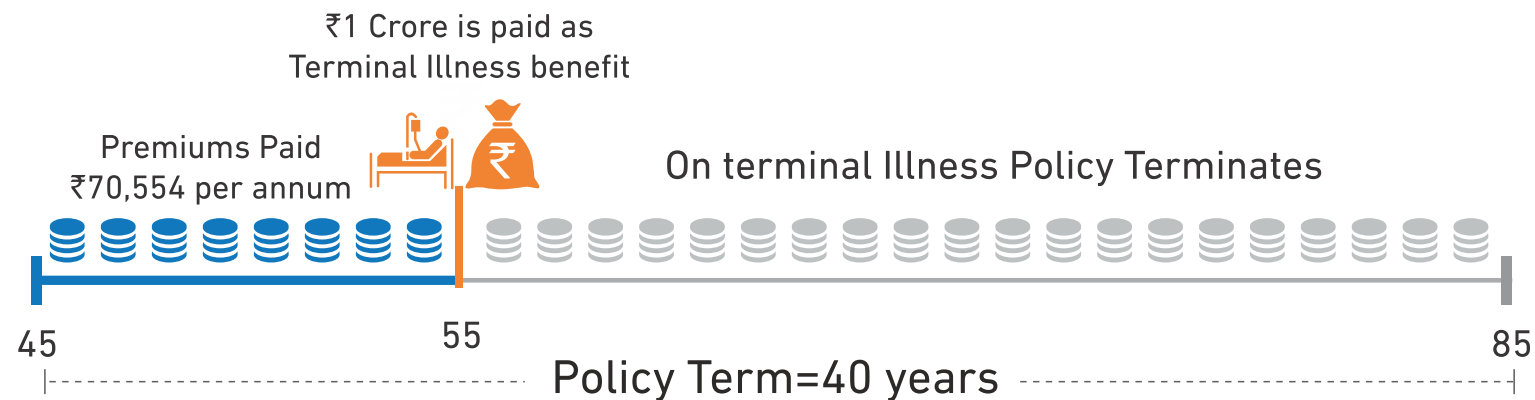 ₹1 Crore is paid as
Terminal Illness benefit
Premiums Paid
₹70,554 per annum
₹
On terminal Illness Policy Terminates
45
55
85
Policy Term=40 years